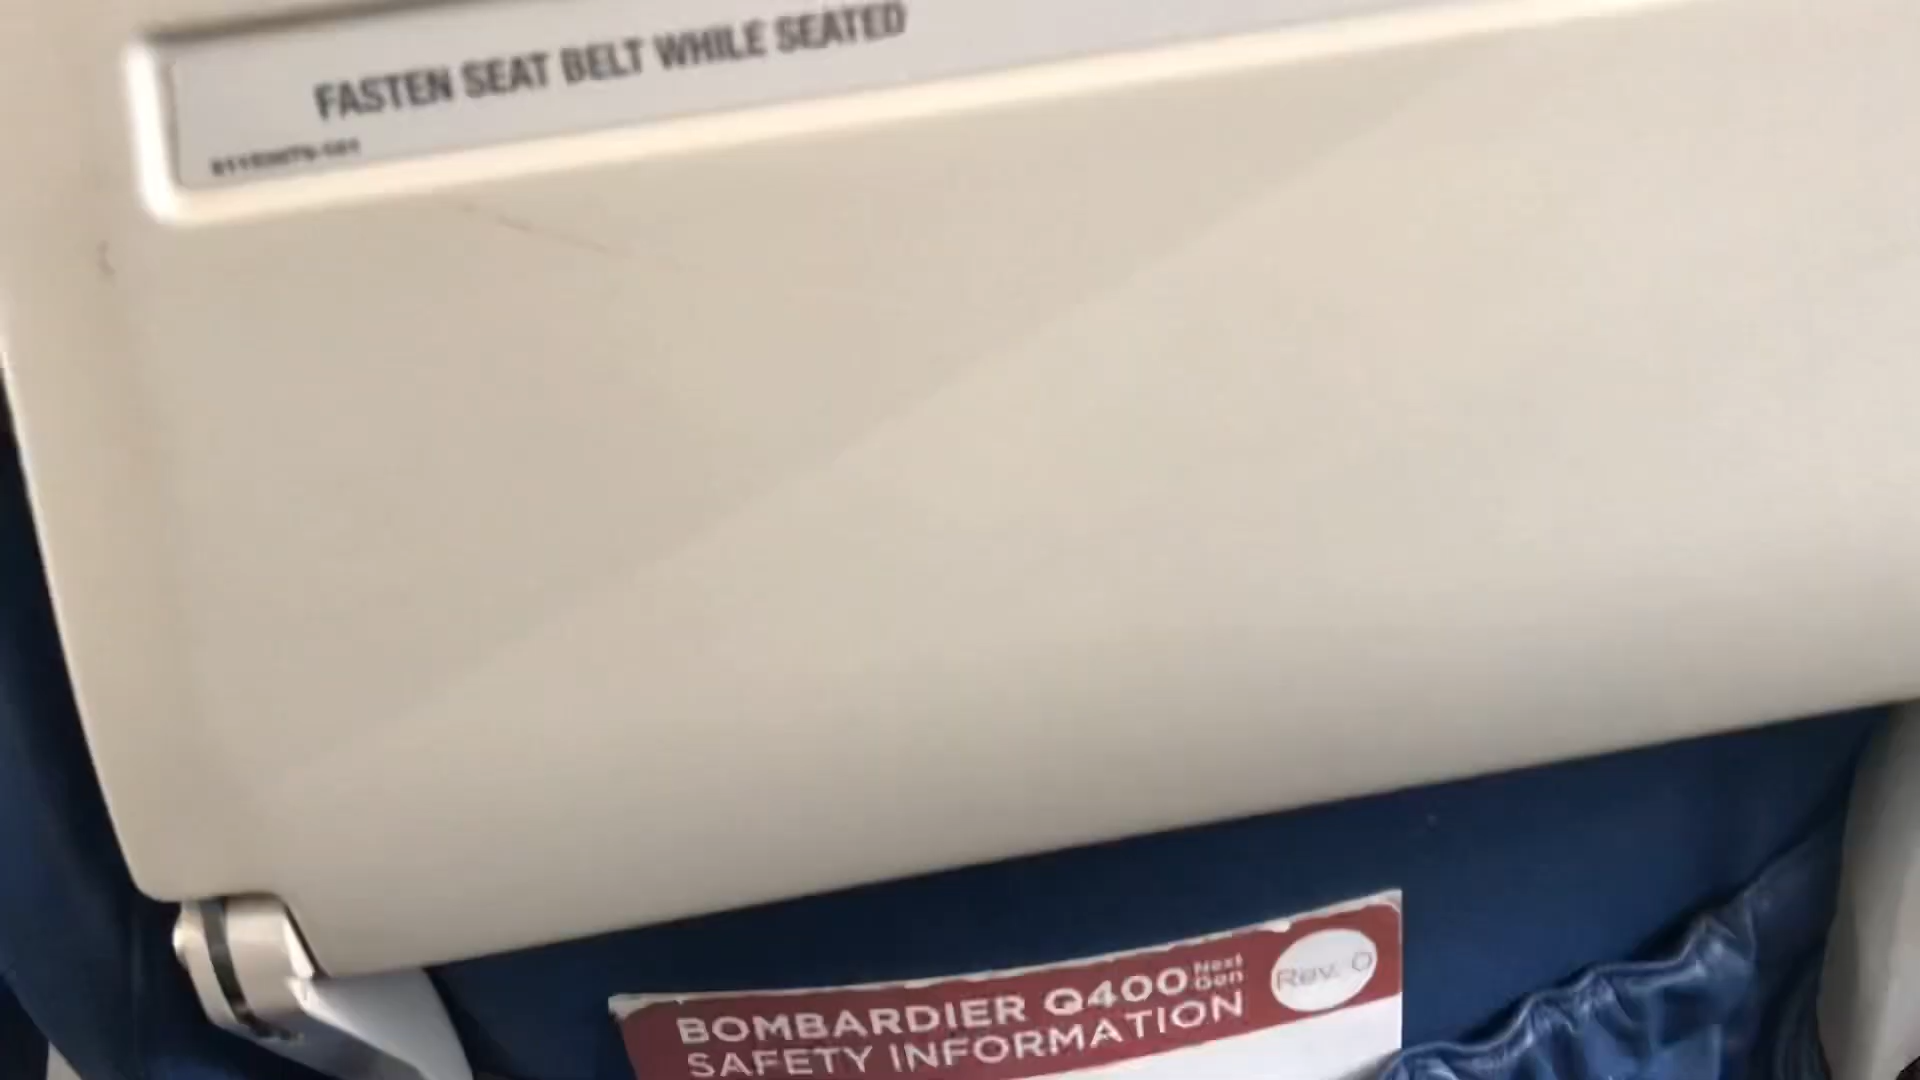 FASTEN SEAT BELT WHILE SEATED
BOMBARDIER Q400 Next Gen
SAFETY INFORMATION
Rev. 0